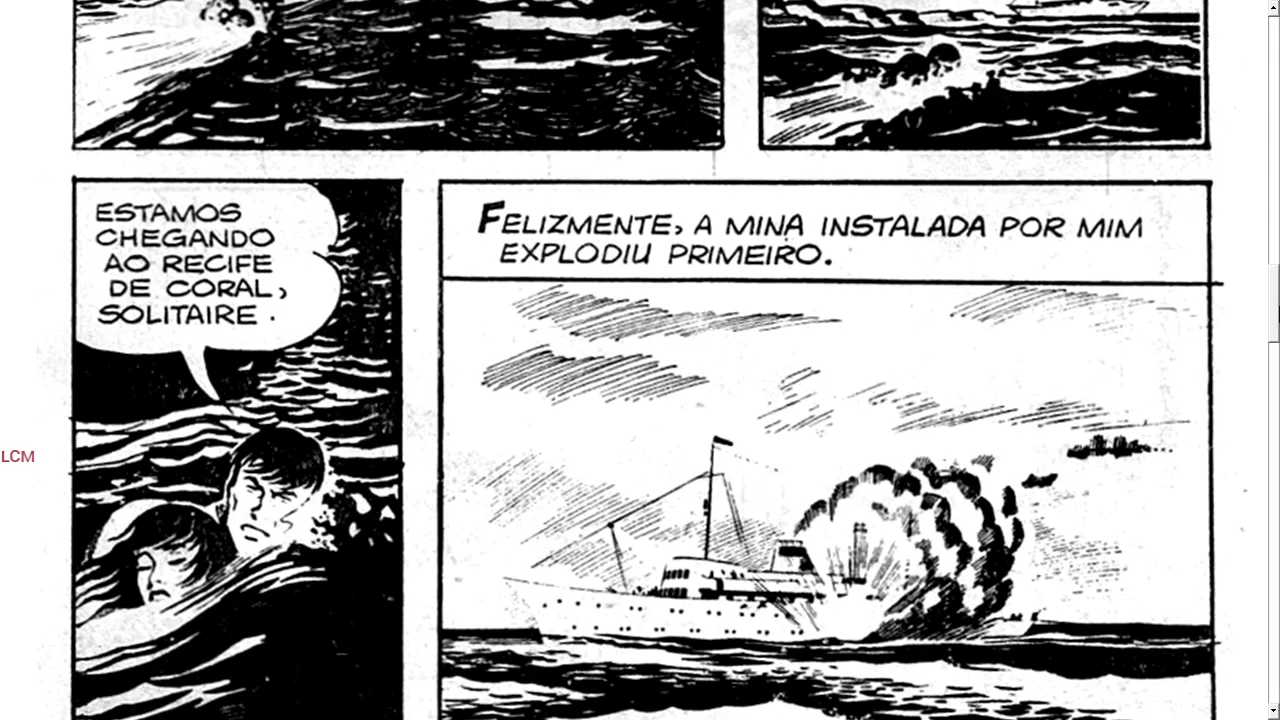 ESTAMOS
CHEGANDO
AO RECIFE
DE CORAL,
SOLITAIRE.
FELIZMENTE, A MINA INSTALADA POR MIM
EXPLODIU PRIMEIRO.
LCM